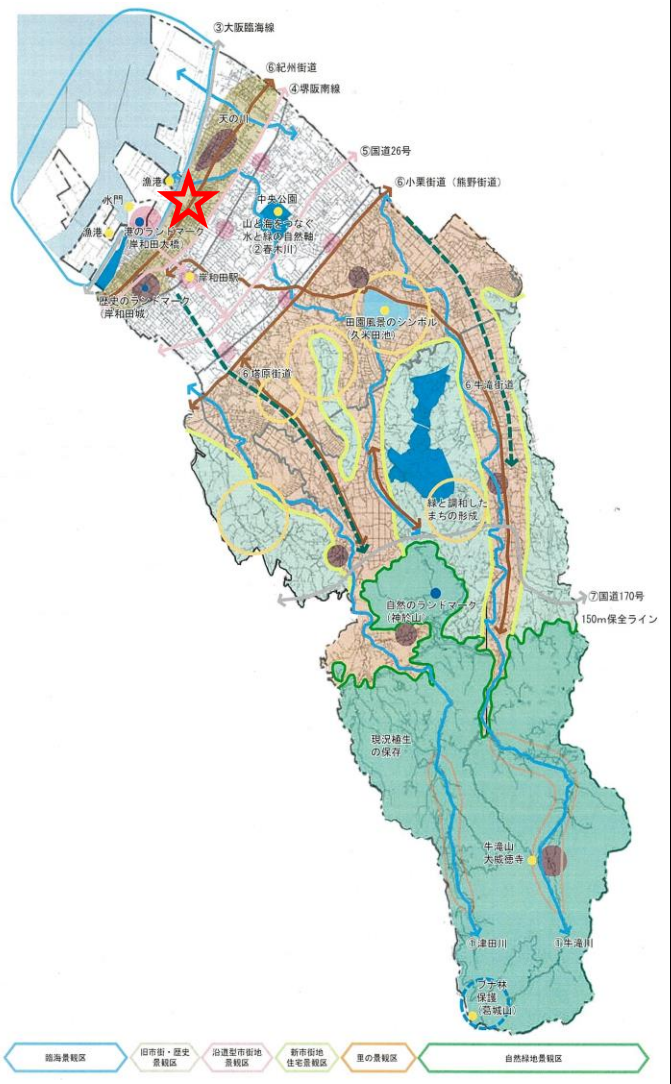 ③大阪臨海線
⑥紀州街道
④堺阪南線
天の川
⑤国道26号
漁港
⑥小栗街道（熊野街道）
水門
中央公園
漁港
港のランドマーク
（岸和田大橋
山と海をつなぐ
水と緑の自然軸
（②春木川）
岸和田駅
歴史のランドマーク
（岸和田城）
田園風景のシンボル
（久米田池）
6塔原街道
6牛滝街道
緑と調和した
まちの形成
⑦国道170号
自然のランドマーク
（神於山）
150m保全ライン
現況植生
の保存
牛滝山
大威徳寺
①津田川
①牛滝川
ブナ林
保護
（葛城山）
臨海景観区
旧市街・歴史
景観区
沿道型市街地
景観区
新市街地
住宅景観区
里の景観区
自然緑地景観区